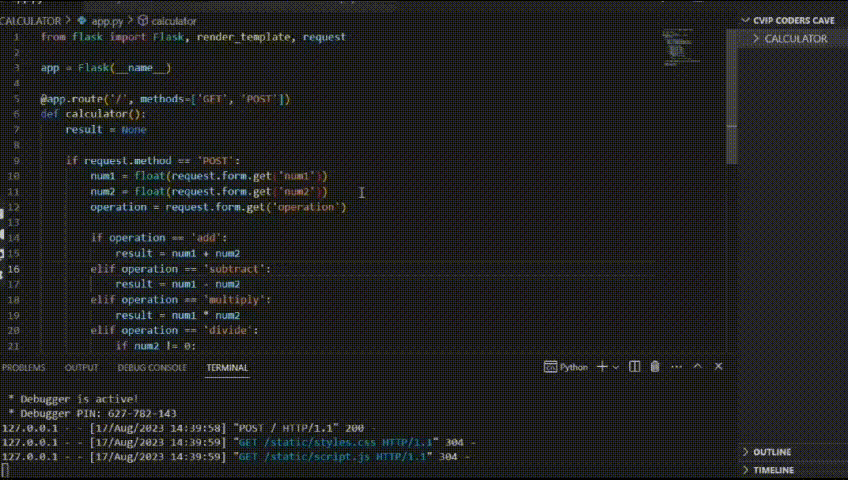 CALCULATOR > app.py > calculator
1 from flask import Flask, render_template, request
2
3 app = Flask(__name__)
4
5 @app.route('/', methods=['GET', 'POST'])
6 def calculator():
7 result = None
8
9 if request.method == 'POST':
10 num1 = float(request.form.get('num1'))
11 num2 = float(request.form.get('num2'))
12 operation = request.form.get('operation')
13
14 if operation == 'add':
15 result = num1 + num2
16 elif operation == 'subtract':
17 result = num1 - num2
18 elif operation == 'multiply':
19 result = num1 * num2
20 elif operation == 'divide':
21 if num2 != 0:
CVIP CODERS CAVE
CALCULATOR
PROBLEMS OUTPUT DEBUG CONSOLE TERMINAL
Python
* Debugger is active!
* Debugger PIN: 627-782-143
127.0.0.1 - - [17/Aug/2023 14:39:58] "POST / HTTP/1.1" 200 -
127.0.0.1 - - [17/Aug/2023 14:39:59] "GET /static/styles.css HTTP/1.1" 304 -
127.0.0.1 - - [17/Aug/2023 14:39:59] "GET /static/script.js HTTP/1.1" 304 -
OUTLINE
TIMELINE